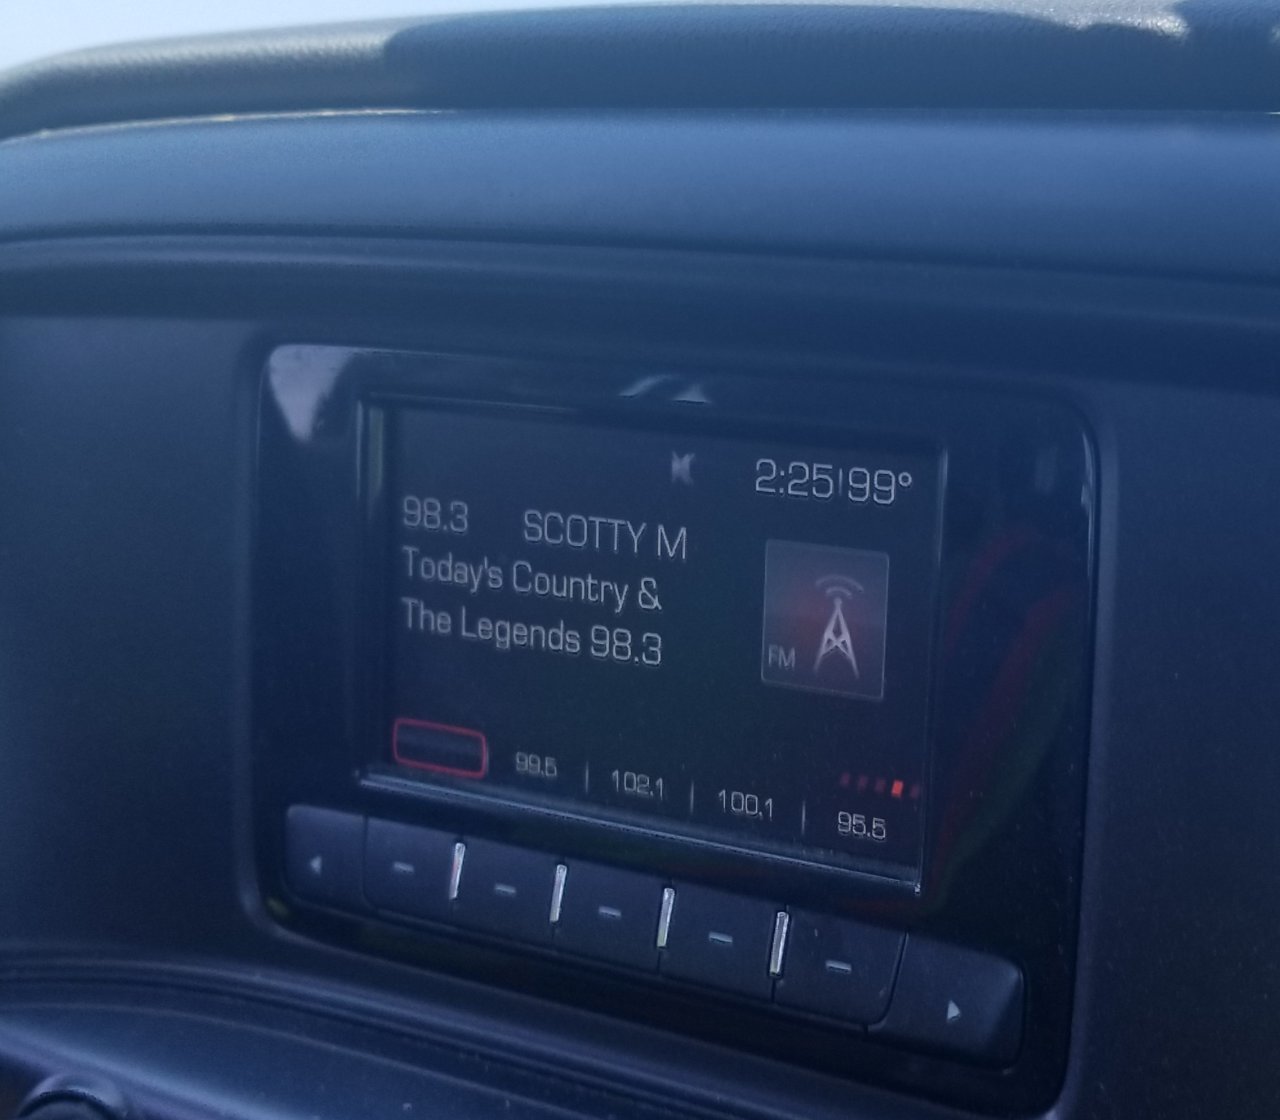 2:25 99°
98.3 SCOTTY M
Today's Country &
The Legends 98.3
FM
99.5 | 102.1 | 100.1 | 95.5